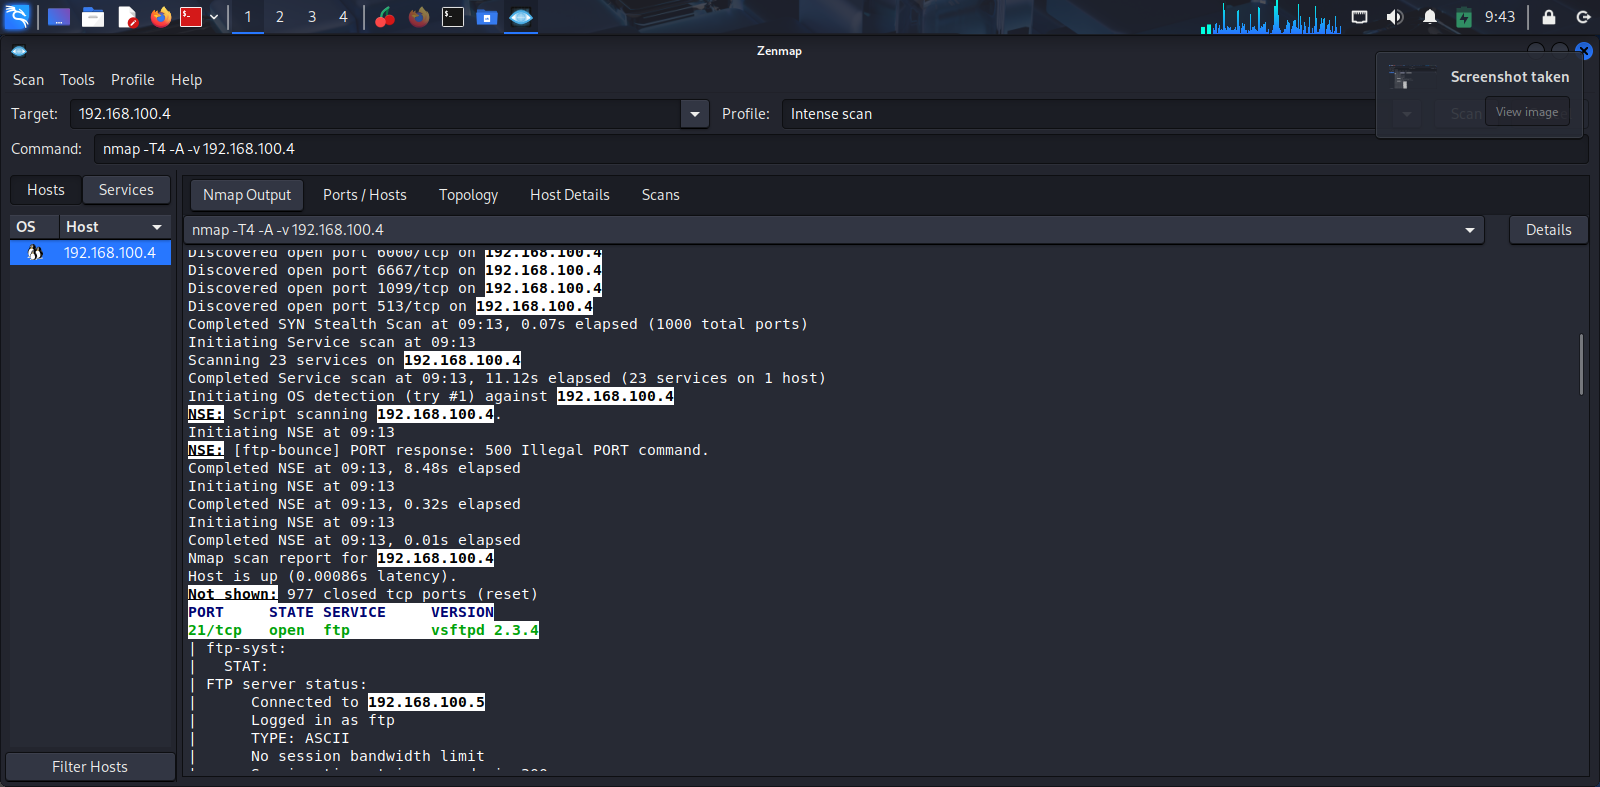 1 2 3 4 9:43
Zenmap
Scan Tools Profile Help
Screenshot taken
View image
Target: 192.168.100.4 Profile: Intense scan Scan
Command: nmap -T4 -A -v 192.168.100.4
Hosts Services
Nmap Output Ports / Hosts Topology Host Details Scans
OS Host
192.168.100.4
nmap -T4 -A -v 192.168.100.4 Details
Discovered open port 6000/tcp on 192.168.100.4
Discovered open port 6667/tcp on 192.168.100.4
Discovered open port 1099/tcp on 192.168.100.4
Discovered open port 513/tcp on 192.168.100.4
Completed SYN Stealth Scan at 09:13, 0.07s elapsed (1000 total ports)
Initiating Service scan at 09:13
Scanning 23 services on 192.168.100.4
Completed Service scan at 09:13, 11.12s elapsed (23 services on 1 host)
Initiating OS detection (try #1) against 192.168.100.4
NSE: Script scanning 192.168.100.4.
Initiating NSE at 09:13
NSE: [ftp-bounce] PORT response: 500 Illegal PORT command.
Completed NSE at 09:13, 8.48s elapsed
Initiating NSE at 09:13
Completed NSE at 09:13, 0.32s elapsed
Initiating NSE at 09:13
Completed NSE at 09:13, 0.01s elapsed
Nmap scan report for 192.168.100.4
Host is up (0.00086s latency).
Not shown: 977 closed tcp ports (reset)
PORT STATE SERVICE VERSION
21/tcp open ftp vsftpd 2.3.4
| ftp-syst:
| STAT:
| FTP server status:
| Connected to 192.168.100.5
| Logged in as ftp
| TYPE: ASCII
| No session bandwidth limit
Filter Hosts